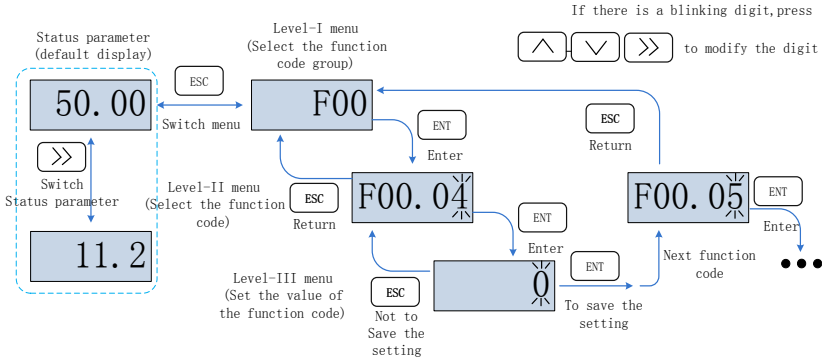 If there is a blinking digit,press
to modify the digit
Status parameter
(default display)
Level-I menu
(Select the function
code group)
50.00
ESC
Switch menu
F00
ENT
Enter
ESC
Return
Switch
Status parameter
11.2
Level-II menu
(Select the function
code)
ESC
Return
F00.04
ENT
Enter
F00.05
ENT
Enter
Level-III menu
(Set the value of
the function code)
ESC
Not to
Save the
setting
0
ENT
To save the
setting
Next function
code